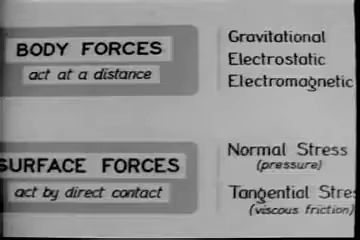 BODY FORCES
act at a distance
Gravitational
Electrostatic
Electromagnetic
SURFACE FORCES
act by direct contact
Normal Stress
(pressure)
Tangential Stres
(viscous friction)